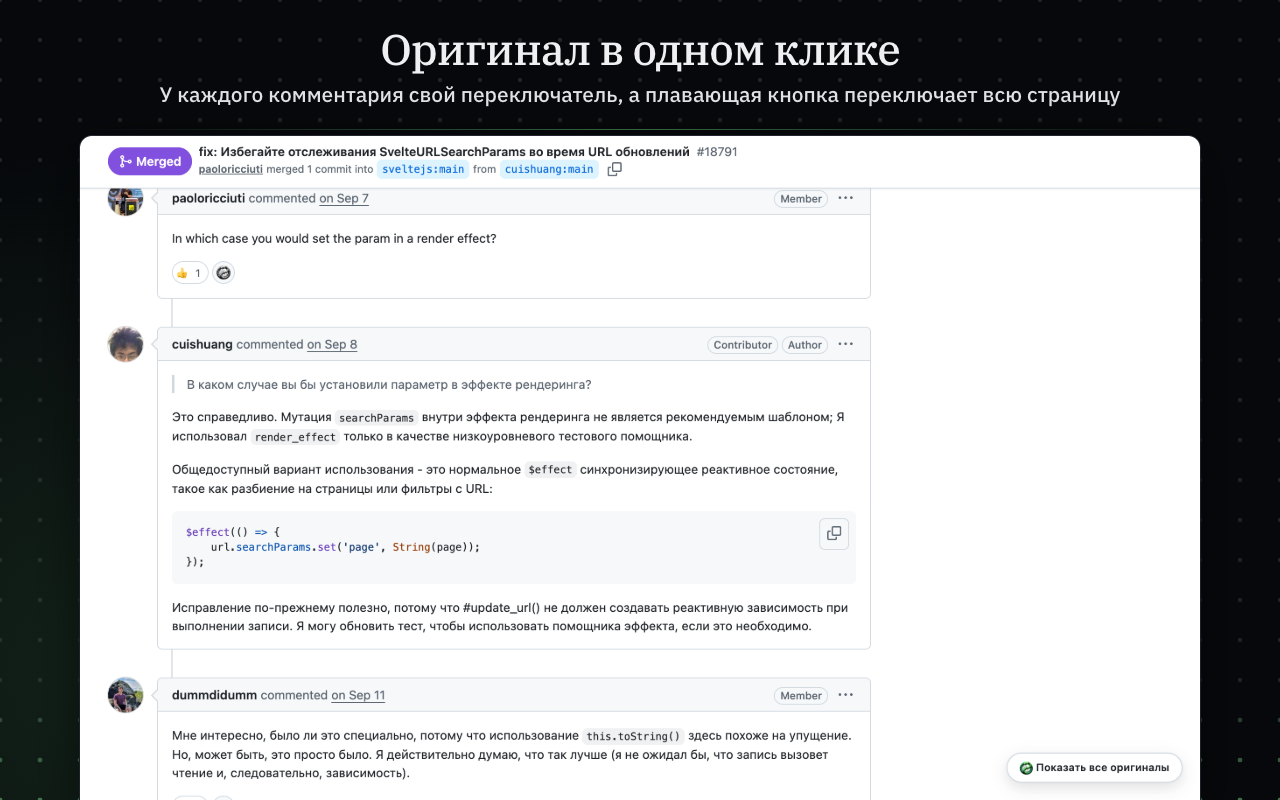 Оригинал в одном клике
У каждого комментария свой переключатель, а плавающая кнопка переключает всю страницу
Merged
fix: Избегайте отслеживания SvelteURLSearchParams во время URL обновлений #18791
paoloricciuti merged 1 commit into sveltejs:main from cuishuang:main
paoloricciuti commented on Sep 7
Member
In which case you would set the param in a render effect?
👍 1
cuishuang commented on Sep 8
Contributor Author
В каком случае вы бы установили параметр в эффекте рендеринга?
Это справедливо. Мутация searchParams внутри эффекта рендеринга не является рекомендуемым шаблоном; Я
использовал render_effect только в качестве низкоуровневого тестового помощника.
Общедоступный вариант использования - это нормальное $effect синхронизирующее реактивное состояние,
такое как разбиение на страницы или фильтры с URL:
$effect(() => {
    url.searchParams.set('page', String(page));
});
Исправление по-прежнему полезно, потому что #update_url() не должен создавать реактивную зависимость при
выполнении записи. Я могу обновить тест, чтобы использовать помощника эффекта, если это необходимо.
dummdidumm commented on Sep 11
Member
Мне интересно, было ли это специально, потому что использование this.toString() здесь похоже на упущение.
Но, может быть, это просто было. Я действительно думаю, что так лучше (я не ожидал бы, что запись вызовет
чтение и, следовательно, зависимость).
Показать все оригиналы